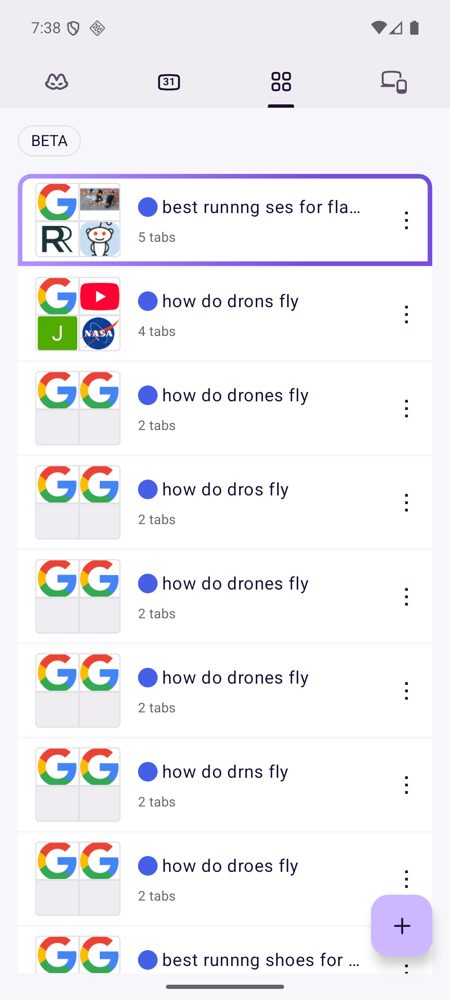 7:38
31
BETA
best runnng ses for fla...
5 tabs
how do drons fly
4 tabs
J
NASA
how do drones fly
2 tabs
how do dros fly
2 tabs
how do drones fly
2 tabs
how do drones fly
2 tabs
how do drns fly
2 tabs
how do droes fly
2 tabs
best runnng shoes for ...